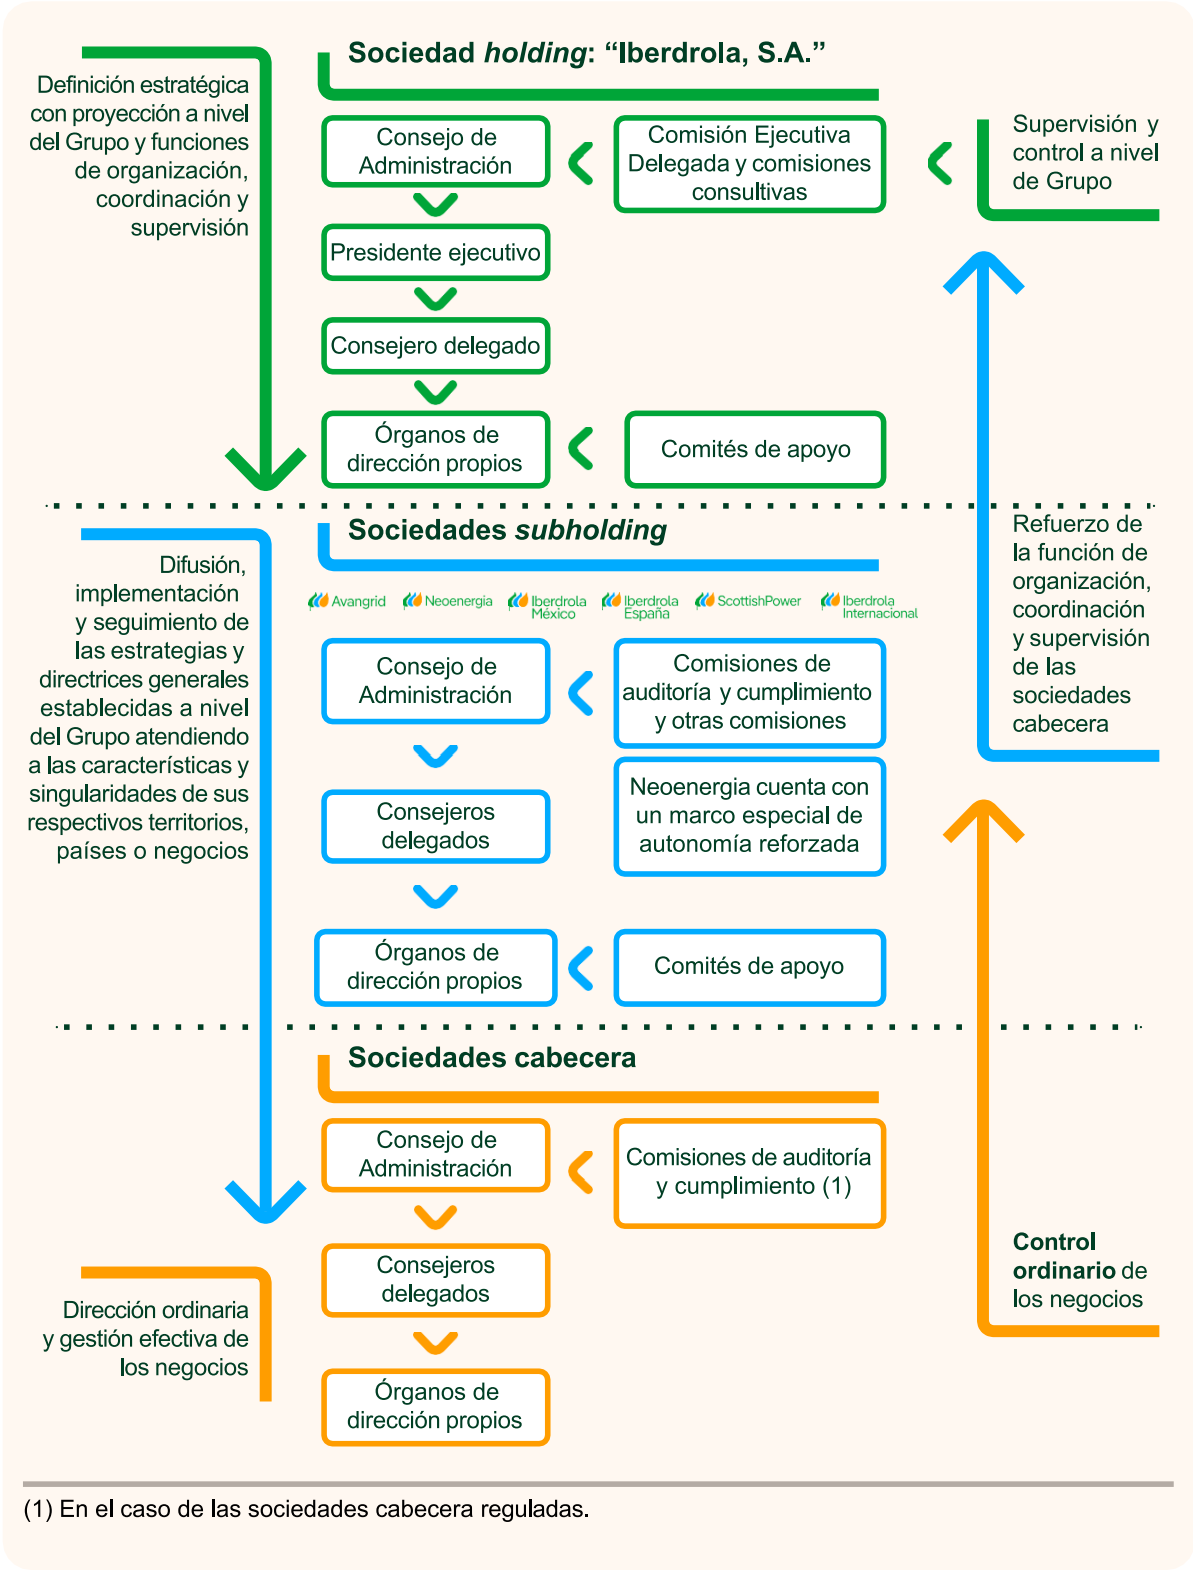 Sociedad holding: “Iberdrola, S.A.”
Definición estratégica
con proyección a nivel
del Grupo y funciones
de organización,
coordinación y
supervisión
Consejo de
Administración
Comisión Ejecutiva
Delegada y comisiones
consultivas
Supervisión y
control a nivel
de Grupo
Presidente ejecutivo
Consejero delegado
Órganos de
dirección propios
Comités de apoyo
Sociedades subholding
Difusión,
implementación
y seguimiento de
las estrategias y
directrices generales
establecidas a nivel
del Grupo atendiendo
a las características y
singularidades de sus
respectivos territorios,
países o negocios
Avangrid
Neoenergia
Iberdrola
México
Iberdrola
España
ScottishPower
Iberdrola
Internacional
Consejo de
Administración
Comisiones de
auditoría y cumplimiento
y otras comisiones
Neoenergia cuenta con
un marco especial de
autonomía reforzada
Consejeros
delegados
Órganos de
dirección propios
Comités de apoyo
Refuerzo de
la función de
organización,
coordinación
y supervisión
de las
sociedades
cabecera
Sociedades cabecera
Consejo de
Administración
Comisiones de auditoría
y cumplimiento (1)
Consejeros
delegados
Órganos de
dirección propios
Dirección ordinaria
y gestión efectiva de
los negocios
Control
ordinario de
los negocios
(1) En el caso de las sociedades cabecera reguladas.